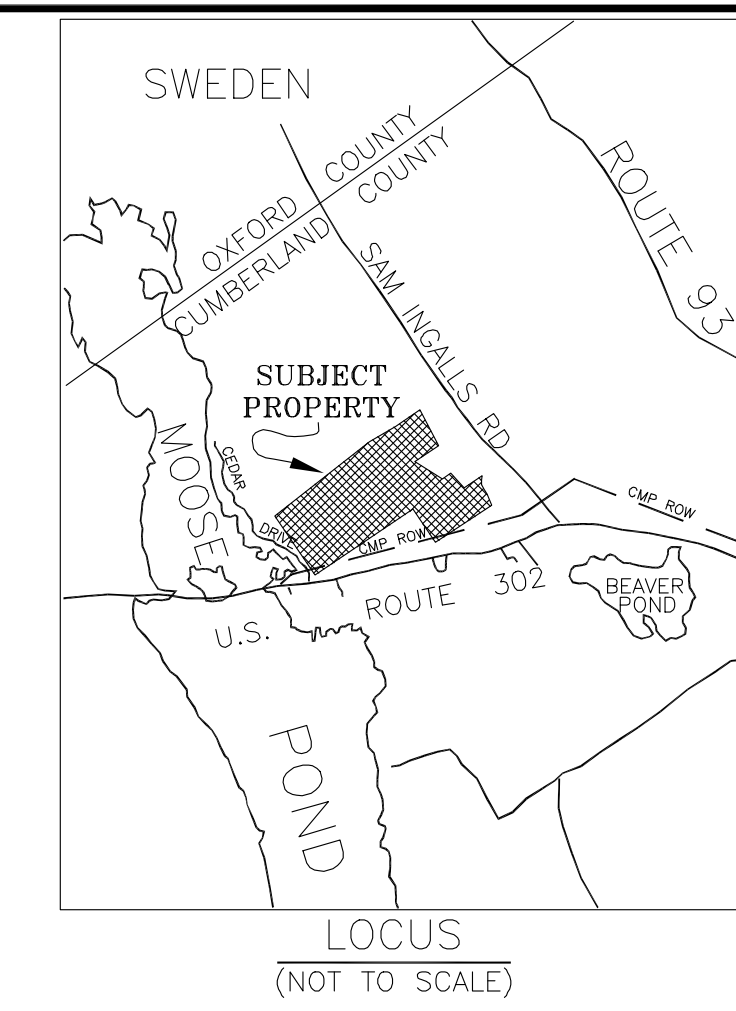 SWEDEN
OXFORD COUNTY
CUMBERLAND COUNTY
ROUTE 93
SAM INGALLS RD
SUBJECT
PROPERTY
MOOSE
CEDAR
DRIVE
CMP ROW
CMP ROW
BEAVER
POND
U.S. ROUTE 302
POND
LOCUS
(NOT TO SCALE)